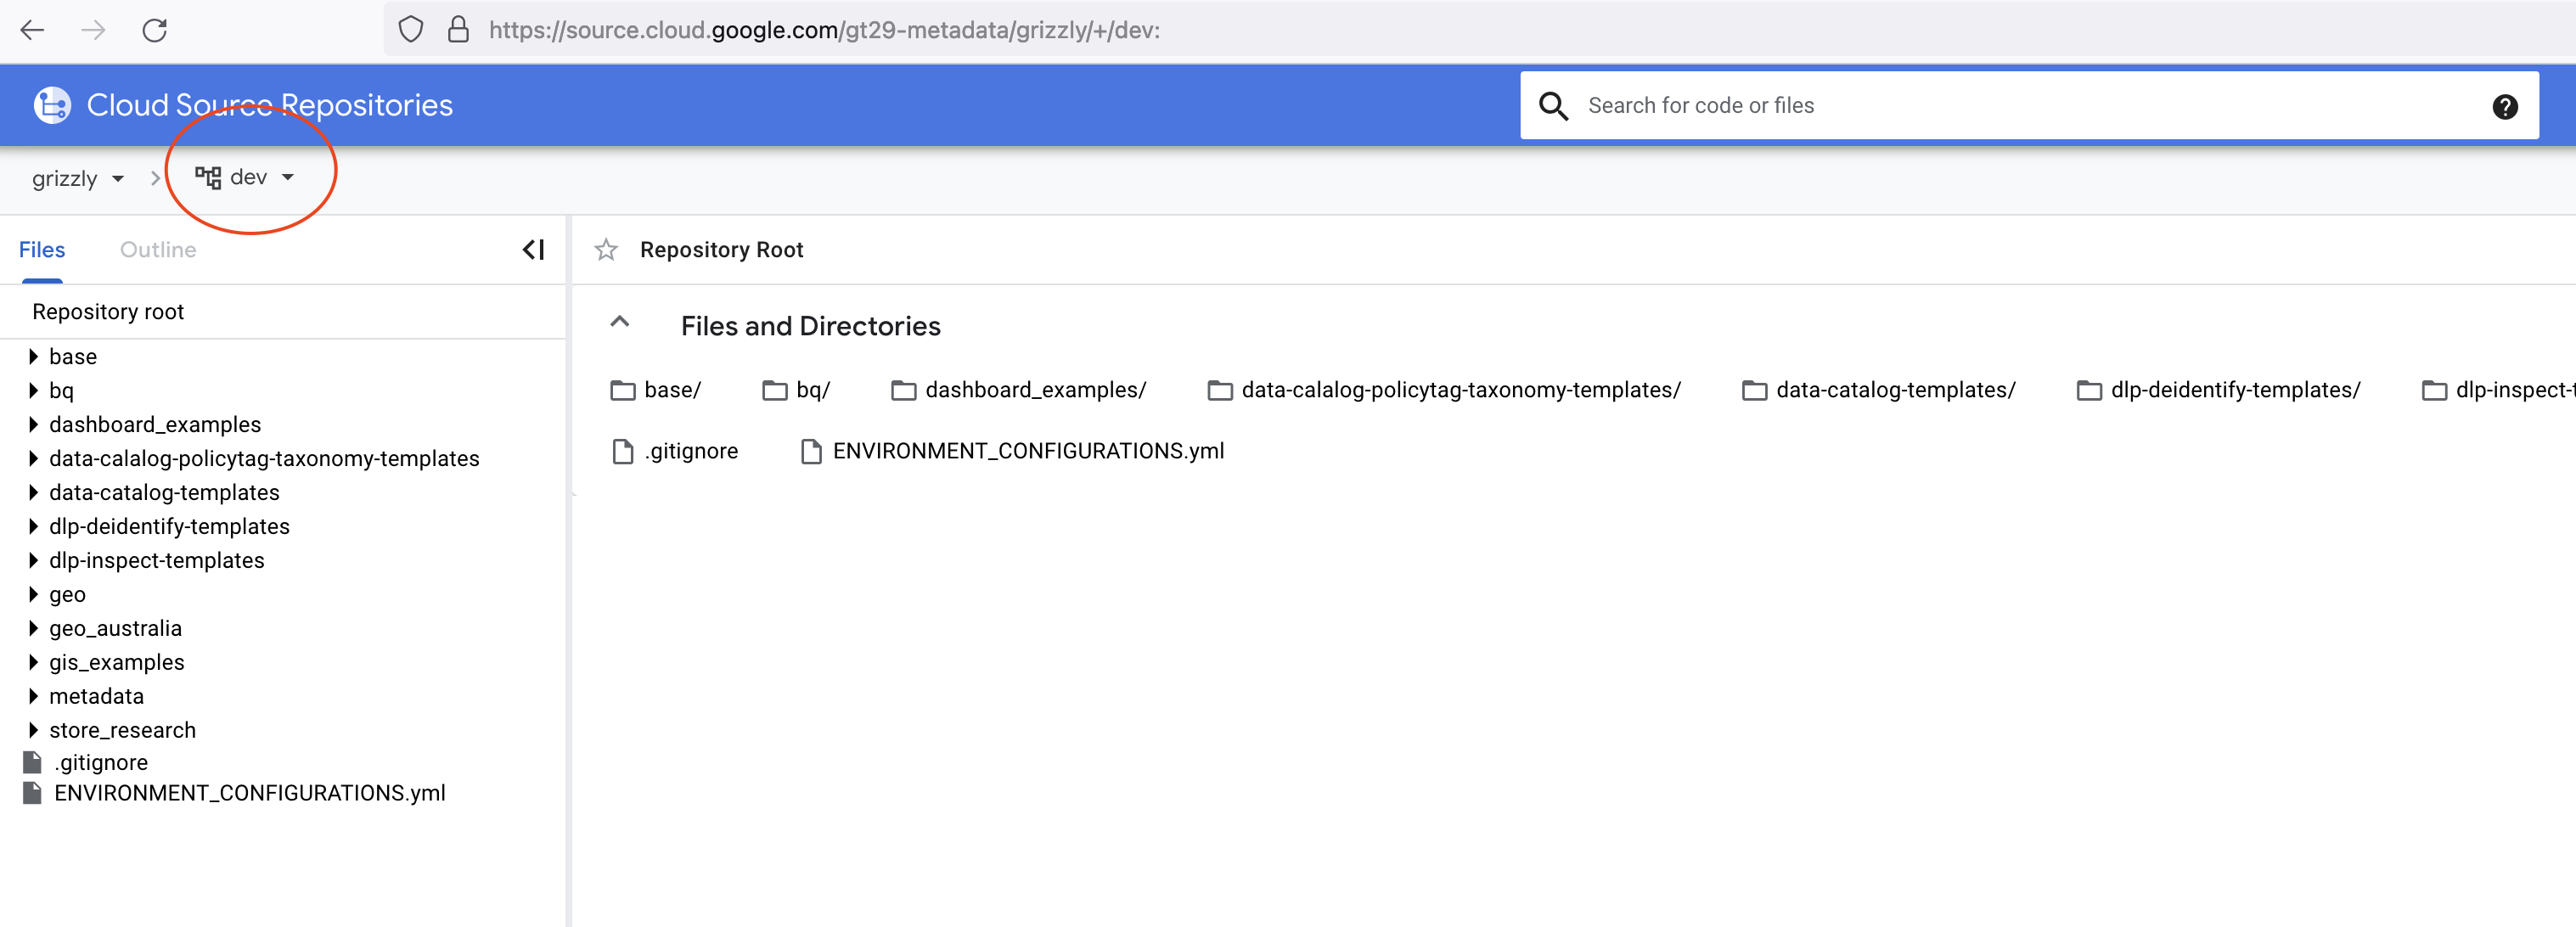 https://source.cloud.google.com/gt29-metadata/grizzly/+/dev:
Cloud Source Repositories
Search for code or files
grizzly
dev
Files Outline
Repository root
base
bq
dashboard_examples
data-calalog-policytag-taxonomy-templates
data-catalog-templates
dlp-deidentify-templates
dlp-inspect-templates
geo
geo_australia
gis_examples
metadata
store_research
.gitignore
ENVIRONMENT_CONFIGURATIONS.yml
Repository Root
Files and Directories
base/ bq/ dashboard_examples/ data-calalog-policytag-taxonomy-templates/ data-catalog-templates/ dlp-deidentify-templates/ dlp-inspect-
.gitignore ENVIRONMENT_CONFIGURATIONS.yml